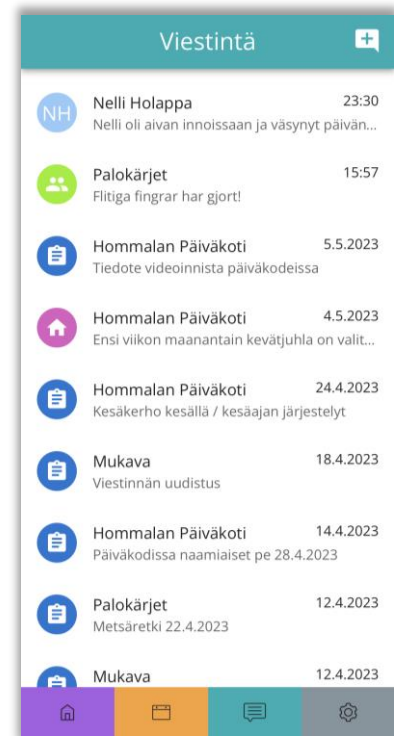 Viestintä
NH
Nelli Holappa 23:30
Nelli oli aivan innoissaan ja väsynyt päivän...
Palokärjet 15:57
Flitiga fingrar har gjort!
Hommalan Päiväkoti 5.5.2023
Tiedote videoinnista päiväkodeissa
Hommalan Päiväkoti 4.5.2023
Ensi viikon maanantain kevätjuhla on valit...
Hommalan Päiväkoti 24.4.2023
Kesäkerho kesällä / kesäajan järjestelyt
Mukava 18.4.2023
Viestinnän uudistus
Hommalan Päiväkoti 14.4.2023
Päiväkodissa naamiaiset pe 28.4.2023
Palokärjet 12.4.2023
Metsäretki 22.4.2023
Mukava 12.4.2023